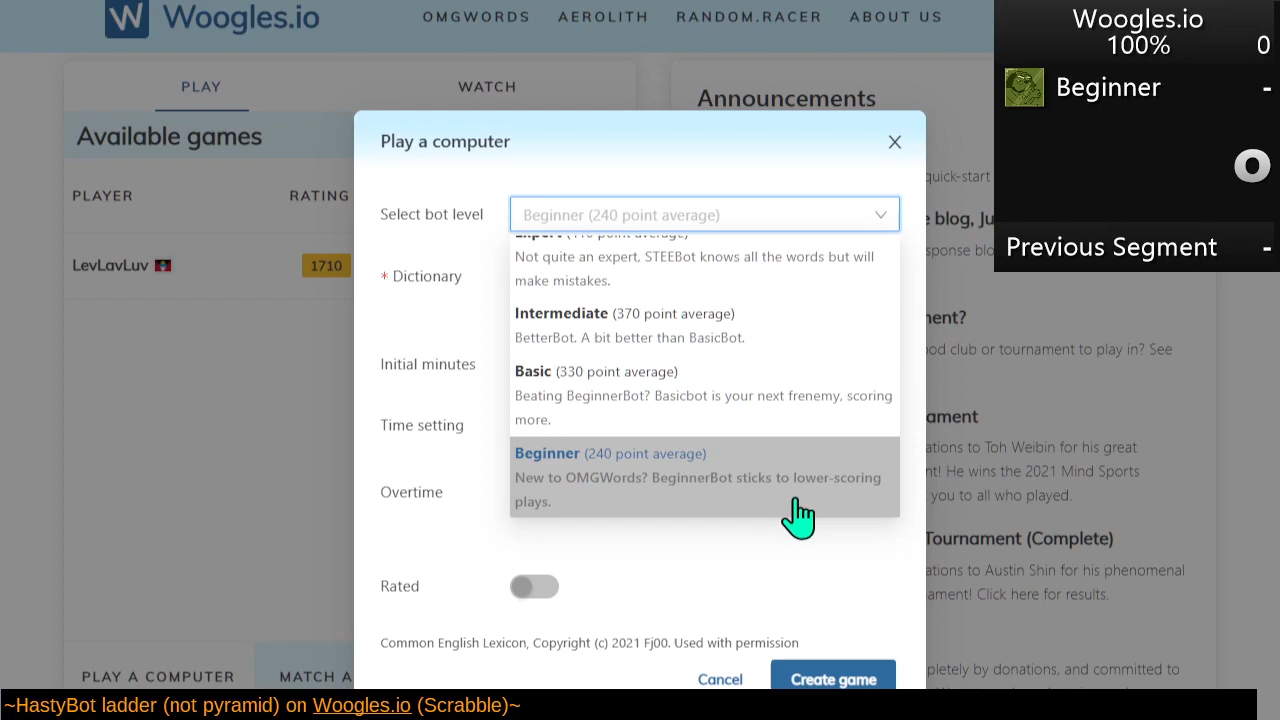 Woogles.io
OMGWORDS AEROLITH RANDOM.RACER ABOUT US
PLAY WATCH
Available games
PLAYER RATING
LevLavLuv 1710
PLAY A COMPUTER MATCH A
Announcements
quick-start
blog, Ju
sponse blo
ment?
ood club or tournament to play in? See
ament
ations to Toh Weibin for his great
nt! He wins the 2021 Mind Sports
you to all who played.
Tournament (Complete)
ations to Austin Shin for his phenomenal
nament! Click here for results.
pletely by donations, and committed to
Play a computer
Select bot level Beginner (240 point average)
Expert (410 point average)
Not quite an expert, STEEBot knows all the words but will
make mistakes.
Intermediate (370 point average)
BetterBot. A bit better than BasicBot.
Basic (330 point average)
Beating BeginnerBot? Basicbot is your next frenemy, scoring
more.
Beginner (240 point average)
New to OMGWords? BeginnerBot sticks to lower-scoring
plays.
* Dictionary
Initial minutes
Time setting
Overtime
Rated
Common English Lexicon, Copyright (c) 2021 Fj00. Used with permission
Cancel Create game
Woogles.io
100% 0
Beginner -
0
Previous Segment -
~HastyBot ladder (not pyramid) on Woogles.io (Scrabble)~